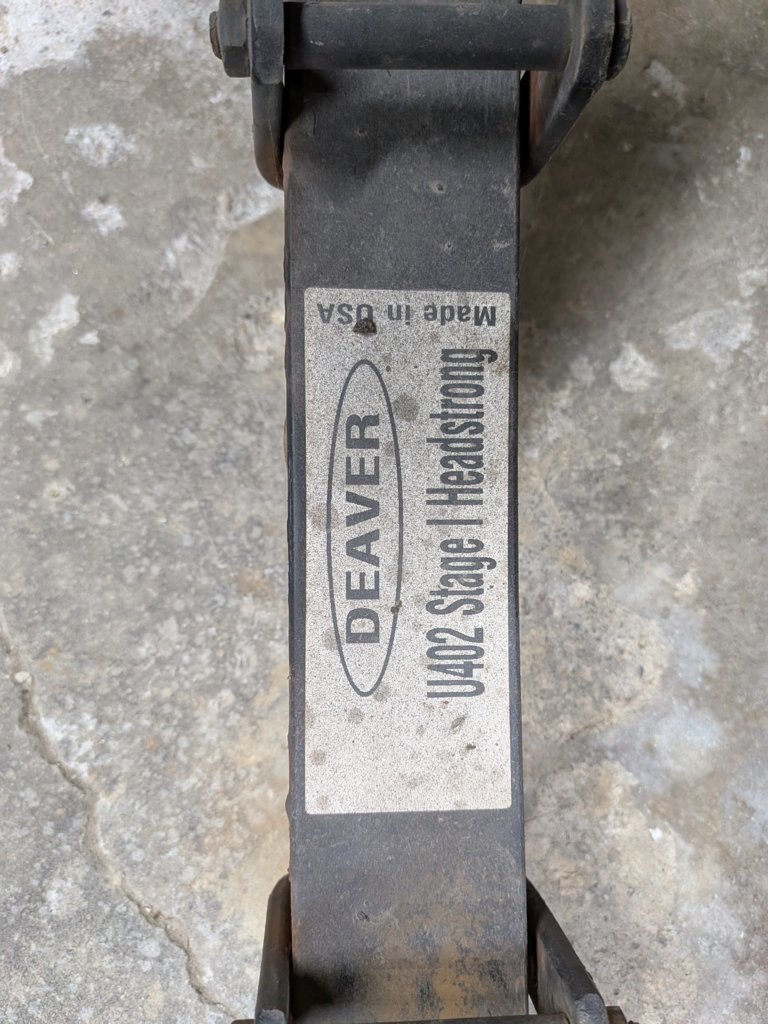 DEAVER
U402 Stage I Headstrong
Made in USA